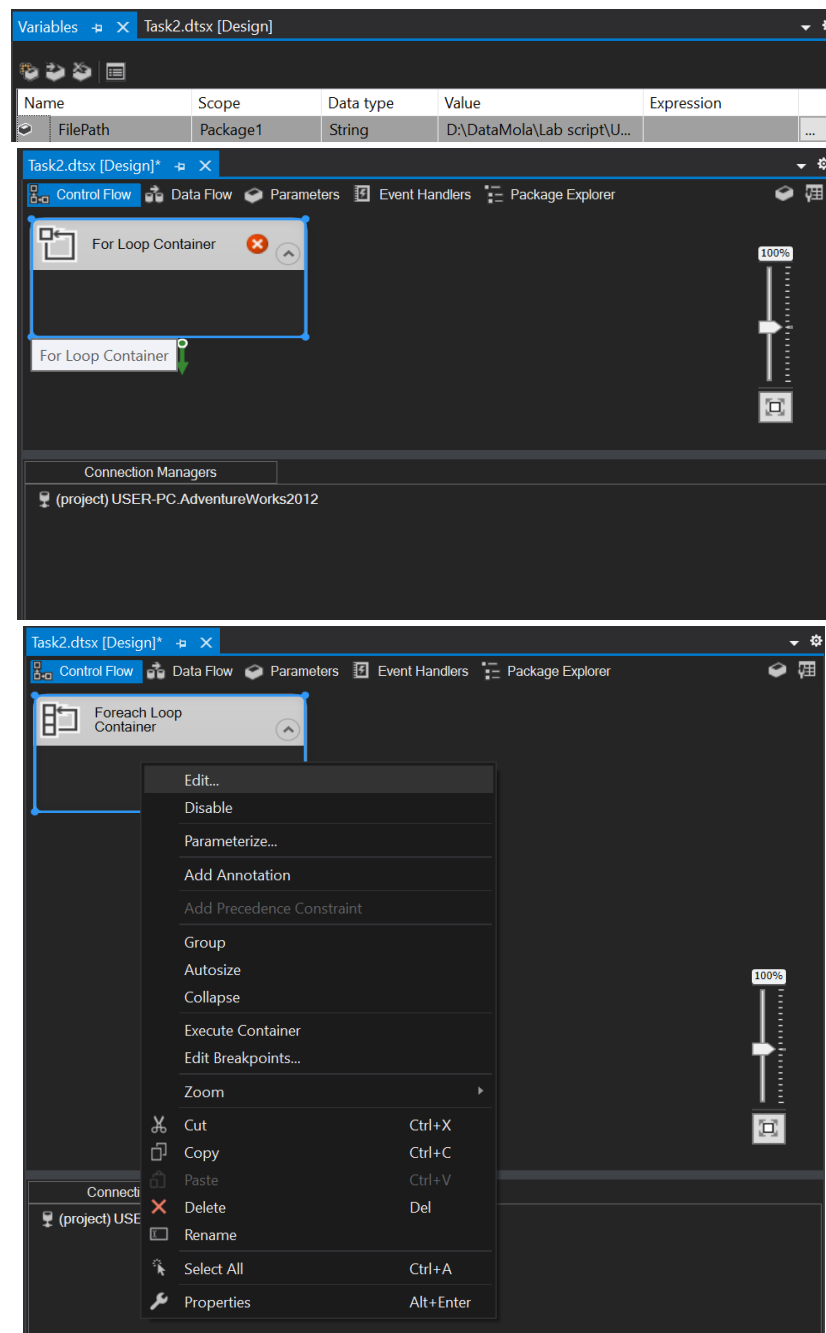 Variables Task2.dtsx [Design]
Name Scope Data type Value Expression
FilePath Package1 String D:\DataMola\Lab script\U... ...
Task2.dtsx [Design]*
Control Flow Data Flow Parameters Event Handlers Package Explorer
For Loop Container
100%
For Loop Container
Connection Managers
(project) USER-PC.AdventureWorks2012
Task2.dtsx [Design]*
Control Flow Data Flow Parameters Event Handlers Package Explorer
Foreach Loop
Container
Edit...
Disable
Parameterize...
Add Annotation
Add Precedence Constraint
Group
Autosize
Collapse
100%
Execute Container
Edit Breakpoints...
Zoom
Cut Ctrl+X
Copy Ctrl+C
Paste Ctrl+V
Connecti
Delete Del
(project) USE
Rename
Select All Ctrl+A
Properties Alt+Enter